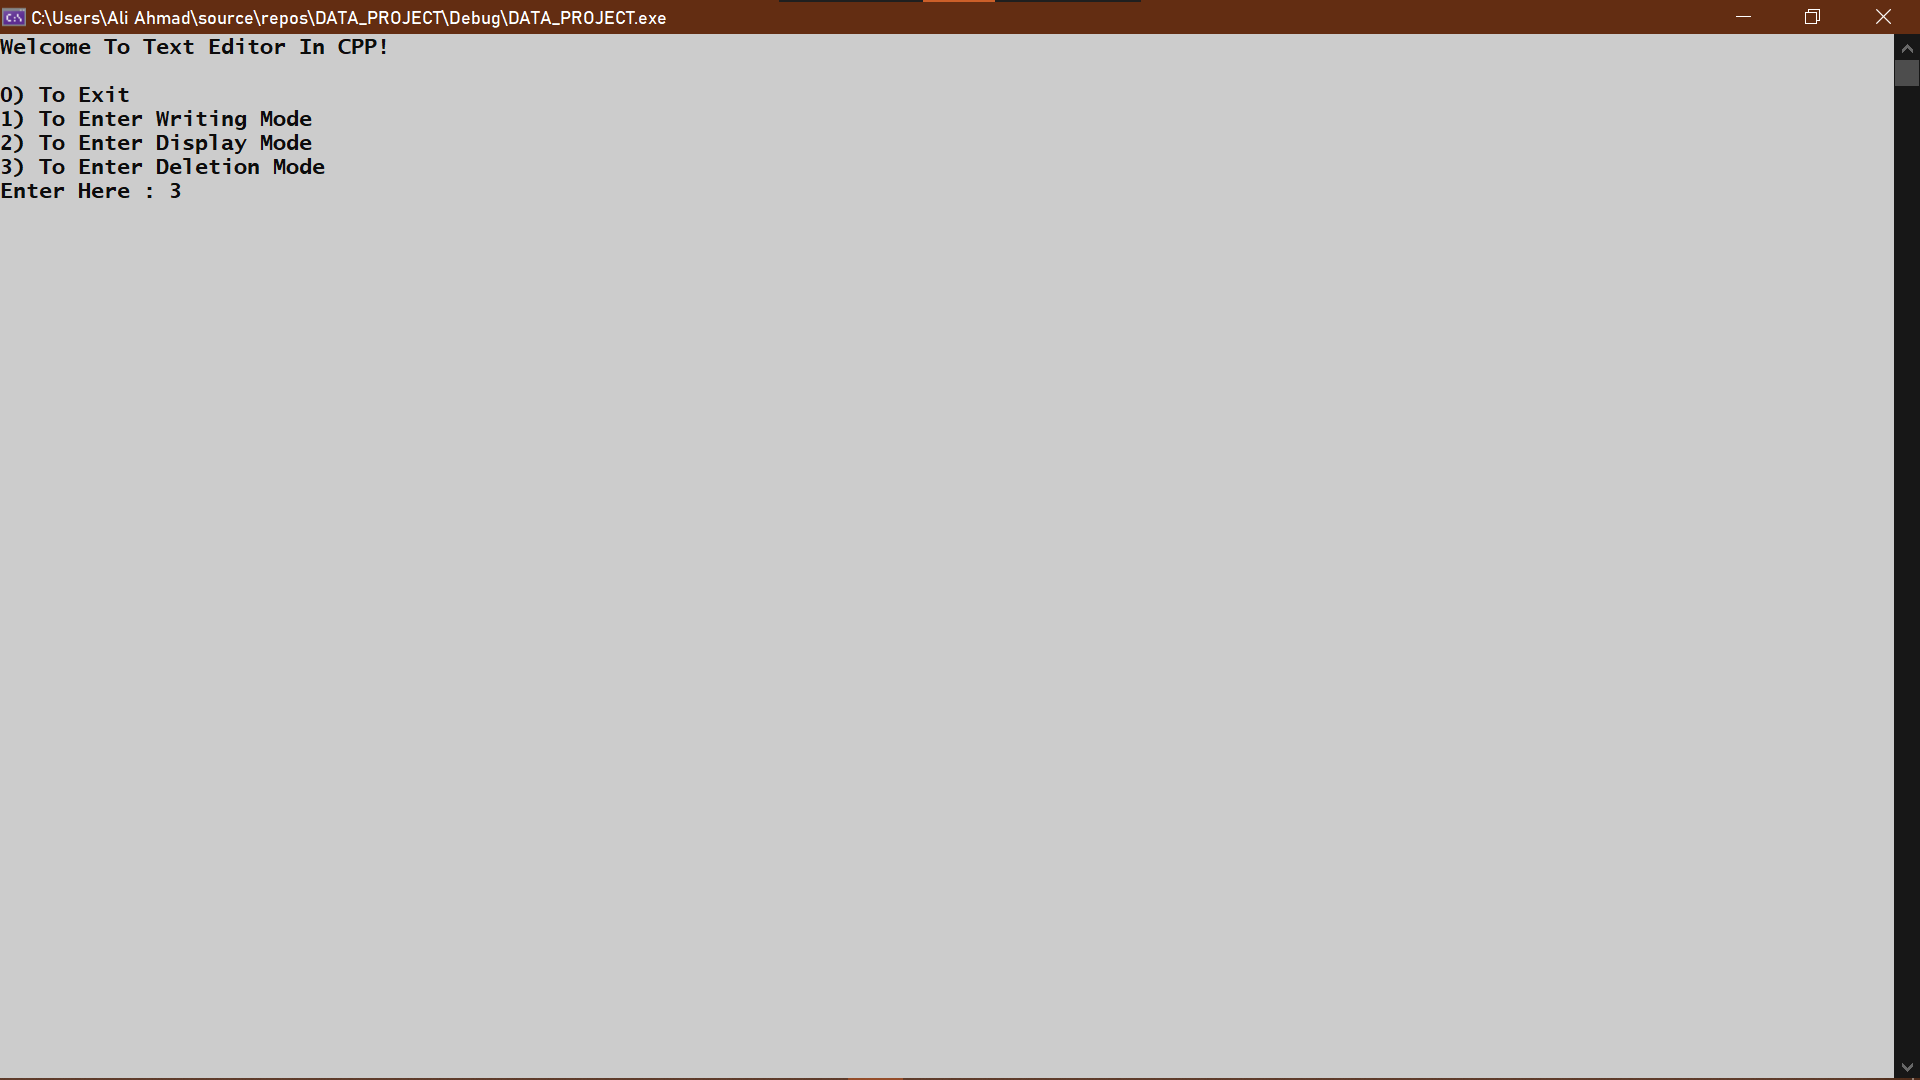 C:\Users\Ali Ahmad\source\repos\DATA_PROJECT\Debug\DATA_PROJECT.exe
Welcome To Text Editor In CPP!
0) To Exit
1) To Enter Writing Mode
2) To Enter Display Mode
3) To Enter Deletion Mode
Enter Here : 3